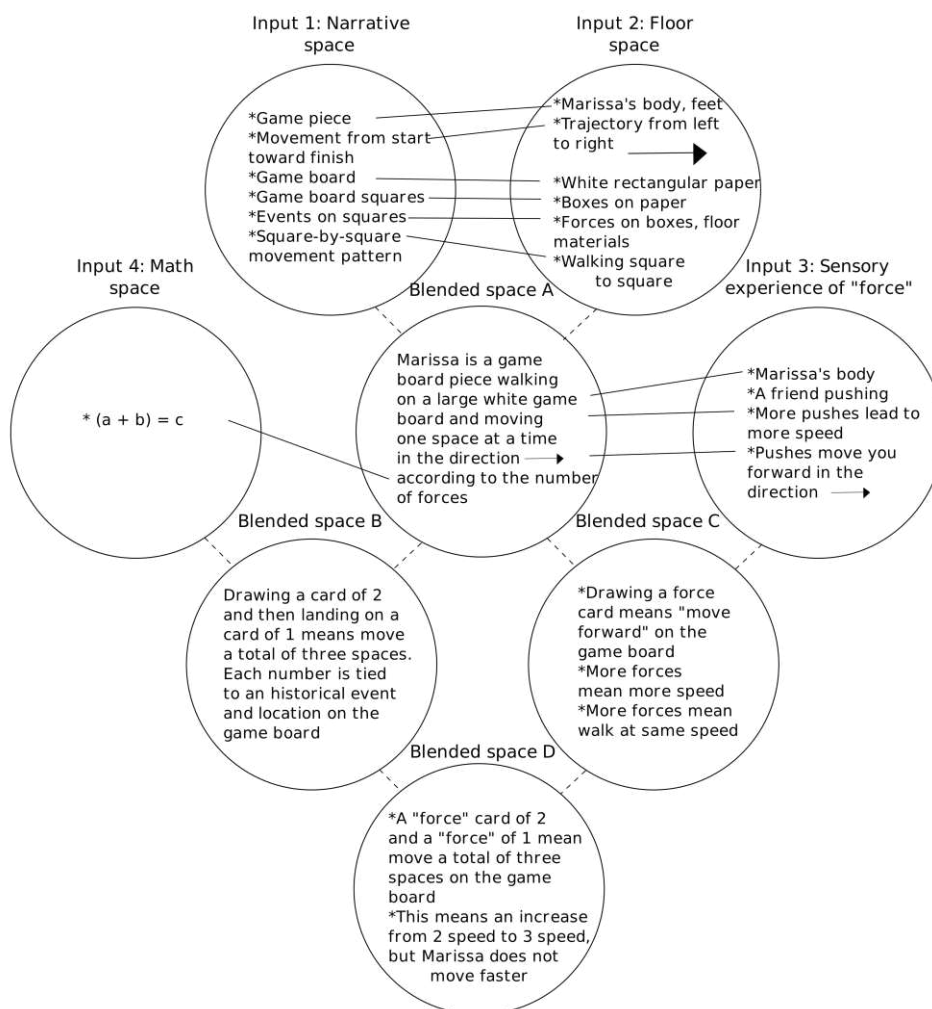 Input 1: Narrative
space
Input 2: Floor
space
*Game piece
*Movement from start
toward finish
*Game board
*Game board squares
*Events on squares
*Square-by-square
movement pattern
*Marissa's body, feet
*Trajectory from left
to right
*White rectangular paper
*Boxes on paper
*Forces on boxes, floor
materials
*Walking square
to square
Input 4: Math
space
Blended space A
Input 3: Sensory
experience of "force"
* (a + b) = c
Marissa is a game
board piece walking
on a large white game
board and moving
one space at a time
in the direction
according to the number
of forces
*Marissa's body
*A friend pushing
*More pushes lead to
more speed
*Pushes move you
forward in the
direction
Blended space B
Blended space C
Drawing a card of 2
and then landing on a
card of 1 means move
a total of three spaces.
Each number is tied
to an historical event
and location on the
game board
*Drawing a force
card means "move
forward" on the
game board
*More forces
mean more speed
*More forces mean
walk at same speed
Blended space D
*A "force" card of 2
and a "force" of 1 mean
move a total of three
spaces on the game
board
*This means an increase
from 2 speed to 3 speed,
but Marissa does not
move faster